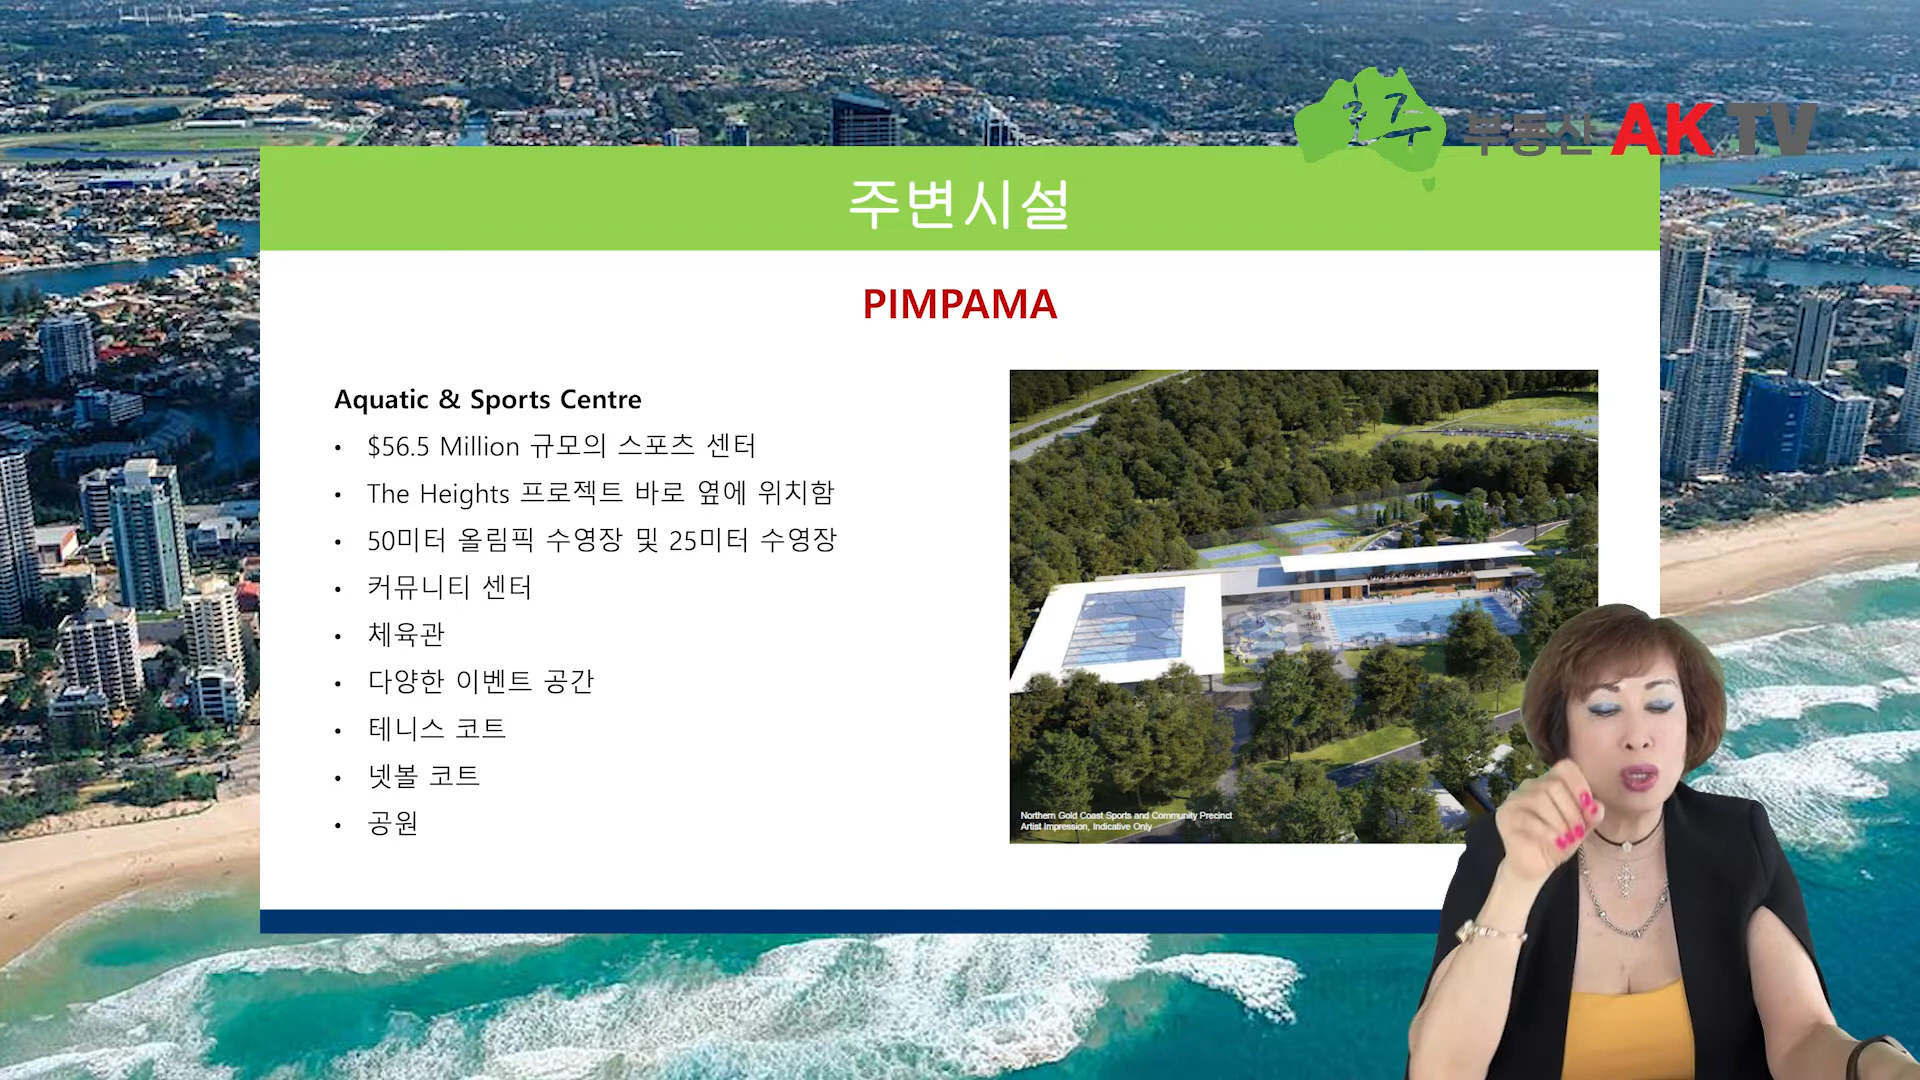 호주 부동산 AK TV
주변시설
PIMPAMA
Aquatic & Sports Centre
• $56.5 Million 규모의 스포츠 센터
• The Heights 프로젝트 바로 옆에 위치함
• 50미터 올림픽 수영장 및 25미터 수영장
• 커뮤니티 센터
• 체육관
• 다양한 이벤트 공간
• 테니스 코트
• 넷볼 코트
• 공원
Northern Gold Coast Sports and Community Precinct
Artist Impression, Indicative Only